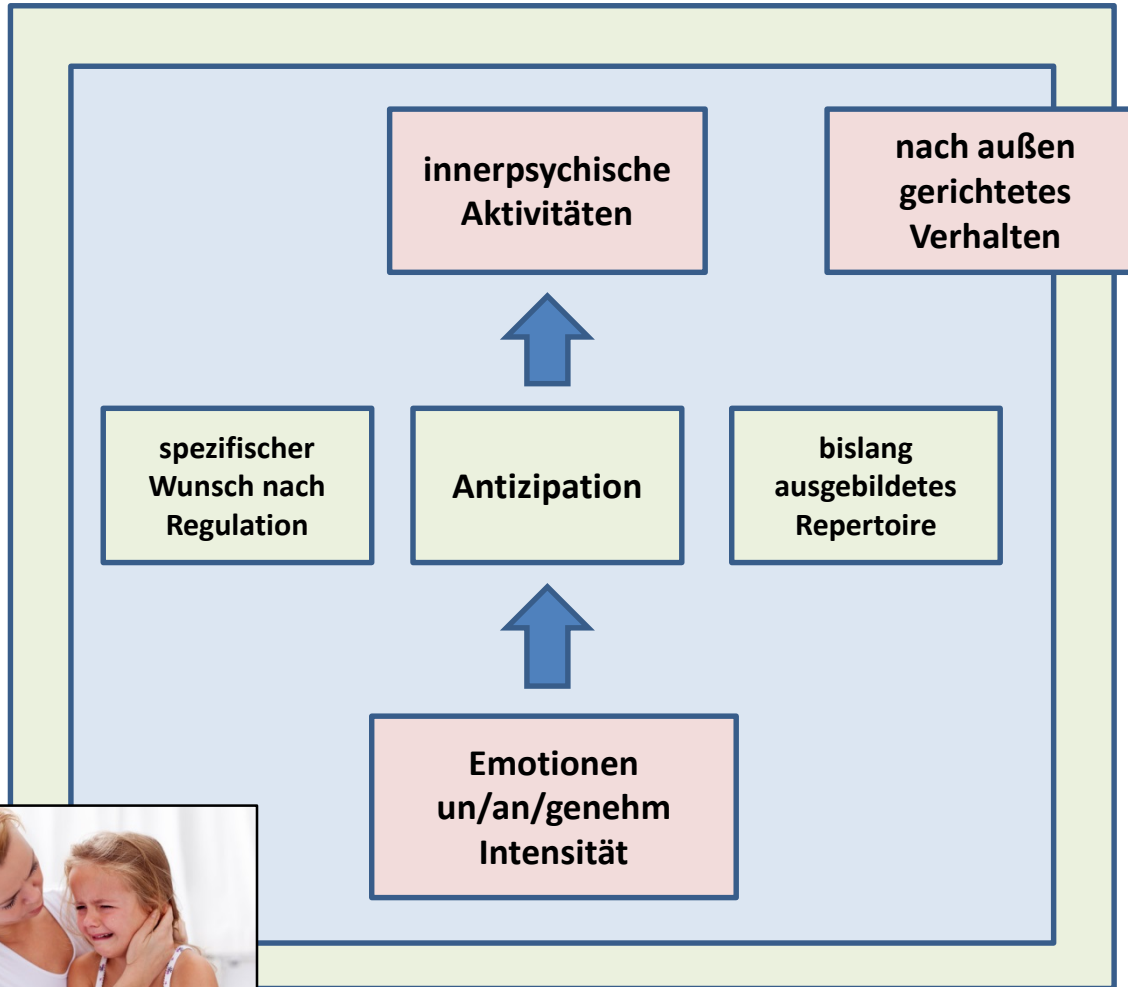 innerpsychische
Aktivitäten
nach außen
gerichtetes
Verhalten
spezifischer
Wunsch nach
Regulation
Antizipation
bislang
ausgebildetes
Repertoire
Emotionen
un/an/genehm
Intensität